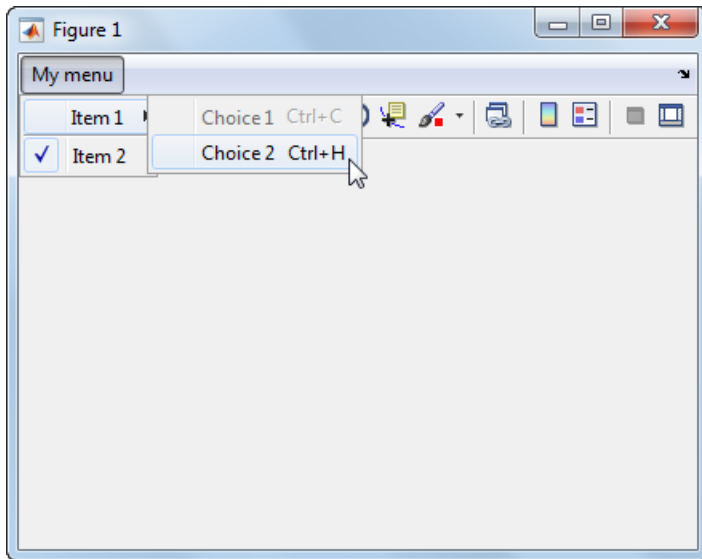 Figure 1
My menu
Item 1
Choice 1 Ctrl+C
Item 2
Choice 2 Ctrl+H